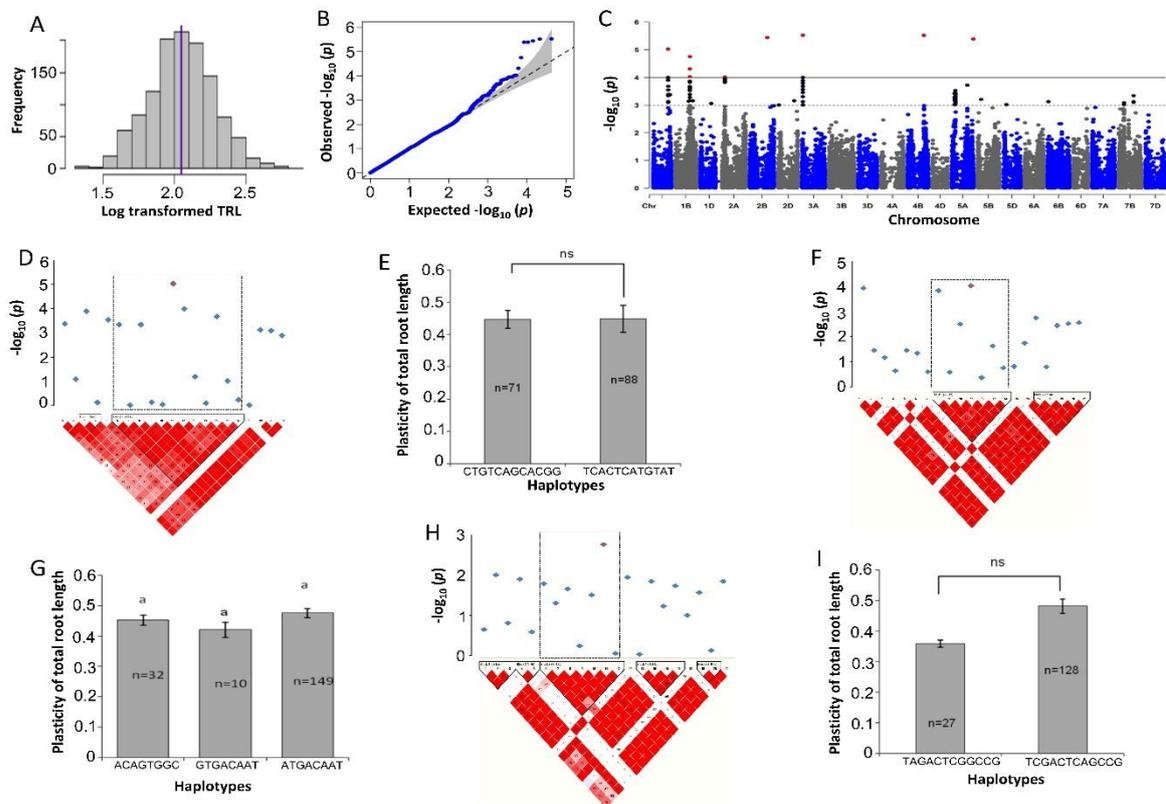 A
Frequency
150
50
0
1.5 2.0 2.5
Log transformed TRL
B
Observed -log10 (p)
6
5
4
3
2
1
0
0 1 2 3 4 5
Expected -log10 (p)
C
-log10 (p)
6
5
4
3
2
1
0
Chr 1B 1D 2A 2B 2D 3A 3B 3D 4A 4B 4D 5A 5B 5D 6A 6B 6D 7A 7B 7D
Chromosome
D
-log10 (p)
6
5
4
3
2
1
0
E
Plasticity of total root length
0.6
0.5
0.4
0.3
0.2
0.1
0
ns
n=71
n=88
CTGTCAGCACGG TCACTCATGTAT
Haplotypes
F
-log10 (p)
5
4
3
2
1
0
G
Plasticity of total root length
0.6
0.5
0.4
0.3
0.2
0.1
0
a
a
a
n=32
n=10
n=149
ACAGTGGC GTGACAAT ATGACAAT
Haplotypes
H
-log10 (p)
3
2
1
0
I
Plasticity of total root length
0.6
0.5
0.4
0.3
0.2
0.1
0
ns
n=27
n=128
TAGACTCGGCCG TCGACTCAGCCG
Haplotypes